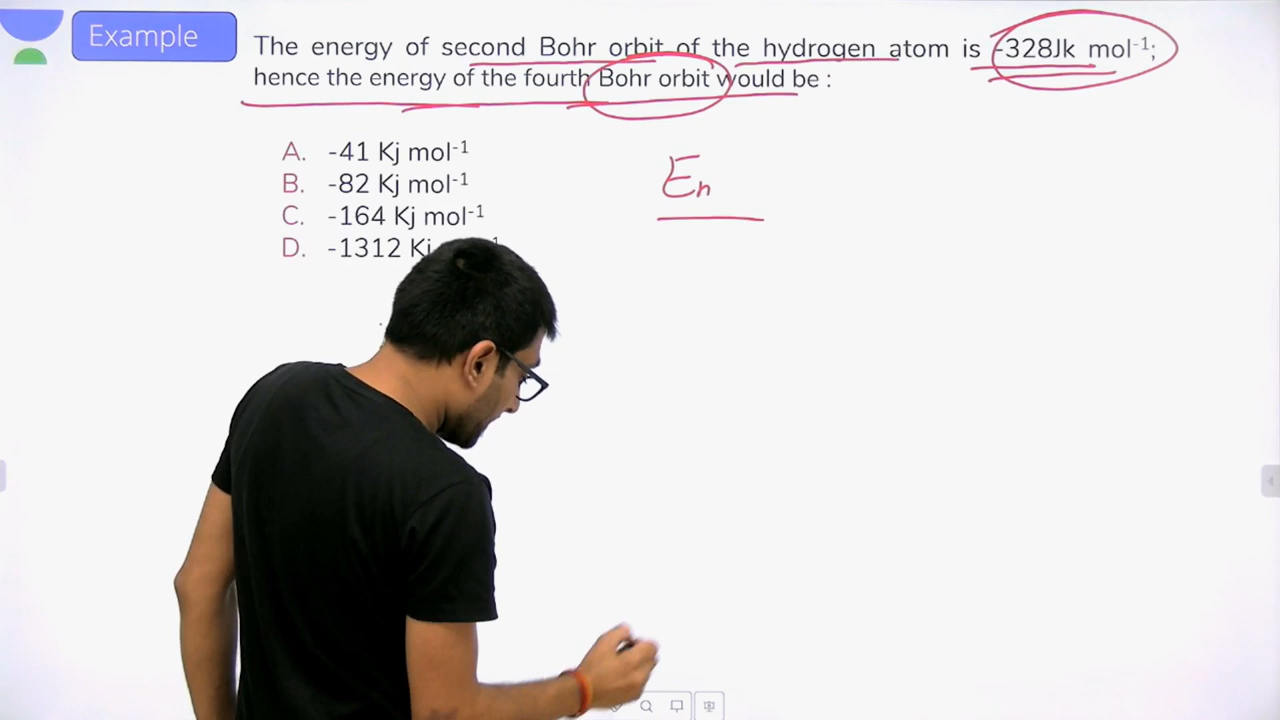 Example
The energy of second Bohr orbit of the hydrogen atom is -328Jk mol-1;
hence the energy of the fourth Bohr orbit would be :
A. -41 Kj mol-1
B. -82 Kj mol-1
C. -164 Kj mol-1
D. -1312 Kj
En